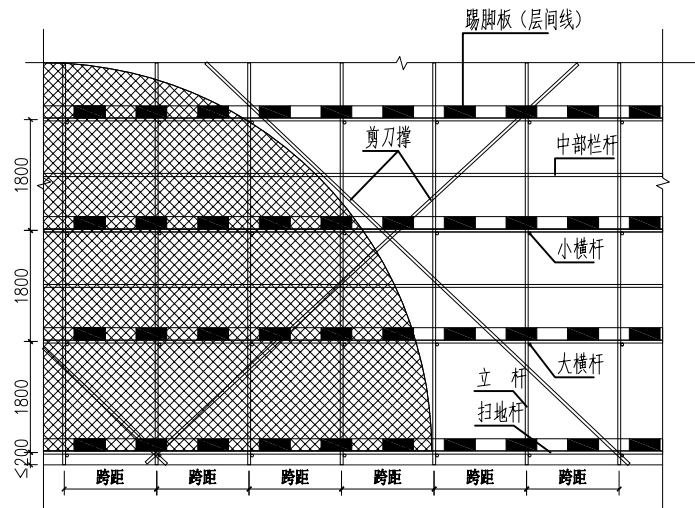 踢脚板（层间线）
剪刀撑
中部栏杆
1800
小横杆
1800
大横杆
立 杆
1800
扫地杆
≤200
跨距 跨距 跨距 跨距 跨距 跨距